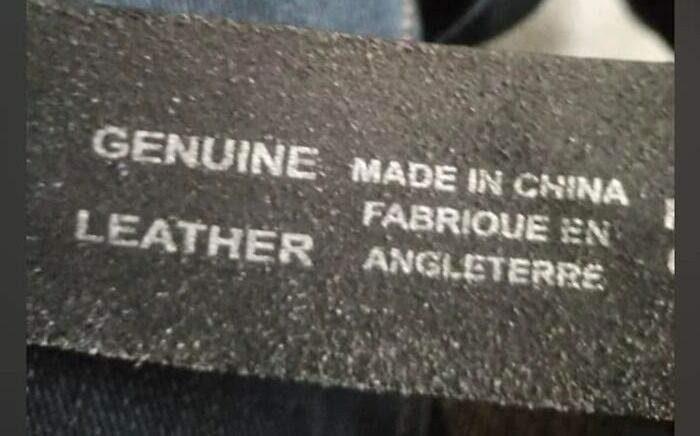 GENUINE
LEATHER
MADE IN CHINA
FABRIQUE EN
ANGLETERRE